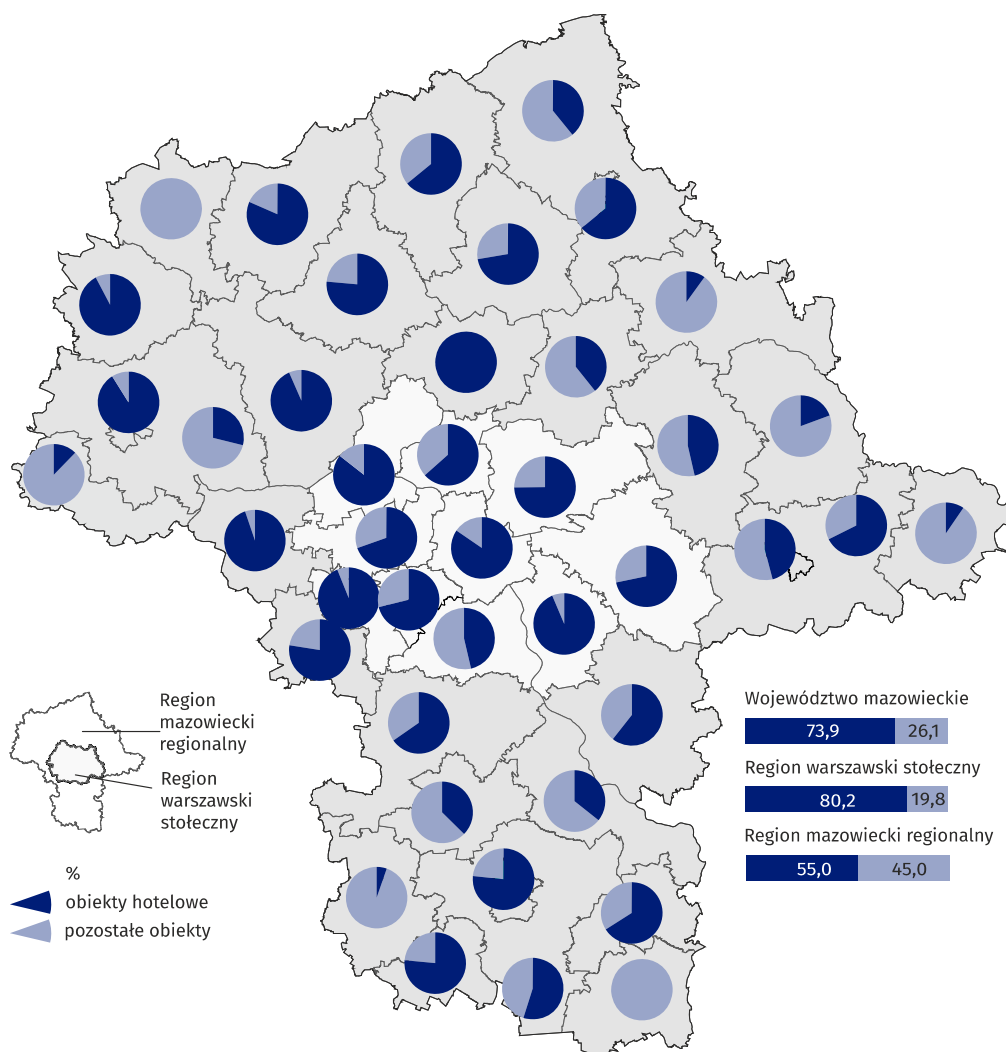 Region
mazowiecki
regionalny
Region
warszawski
stołeczny
%
obiekty hotelowe
pozostałe obiekty
Województwo mazowieckie
73,9 26,1
Region warszawski stołeczny
80,2 19,8
Region mazowiecki regionalny
55,0 45,0